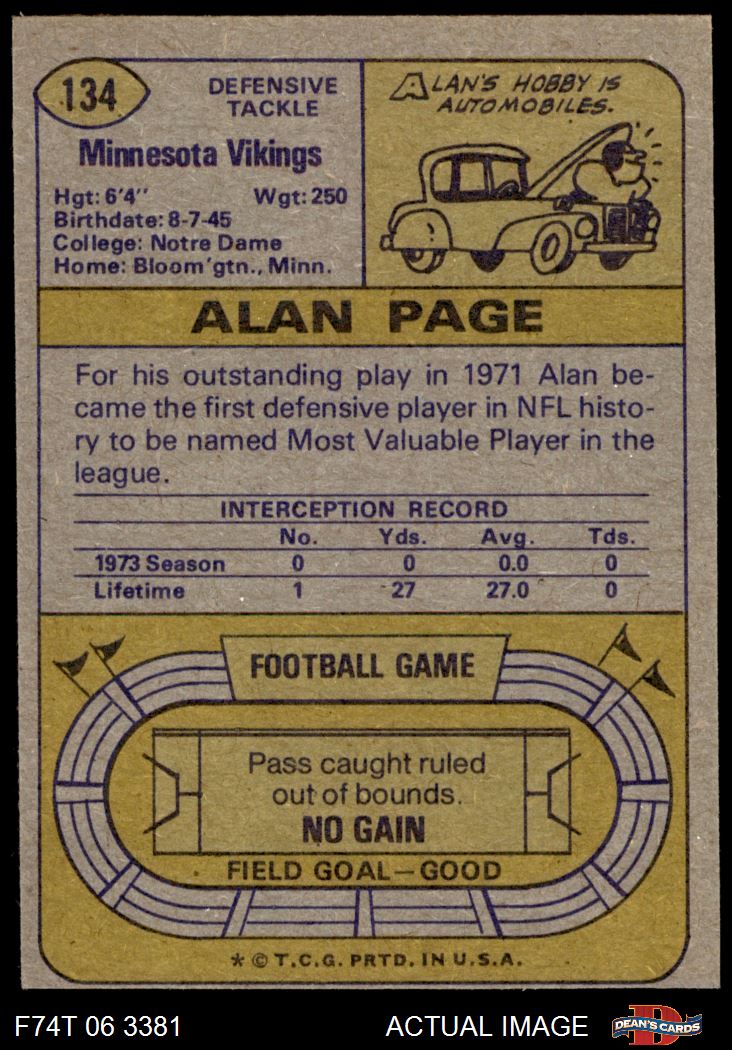 134
DEFENSIVE
TACKLE
Minnesota Vikings
Hgt: 6'4" Wgt: 250
Birthdate: 8-7-45
College: Notre Dame
Home: Bloom'gtn., Minn.
ALAN'S HOBBY IS
AUTOMOBILES.
ALAN PAGE
For his outstanding play in 1971 Alan be-
came the first defensive player in NFL histo-
ry to be named Most Valuable Player in the
league.
INTERCEPTION RECORD
No. Yds. Avg. Tds.
1973 Season 0 0 0.0 0
Lifetime 1 27 27.0 0
FOOTBALL GAME
Pass caught ruled
out of bounds.
NO GAIN
FIELD GOAL—GOOD
* © T.C.G. PRTD. IN U.S.A.
F74T 06 3381 ACTUAL IMAGE
D
DEAN'S CARDS